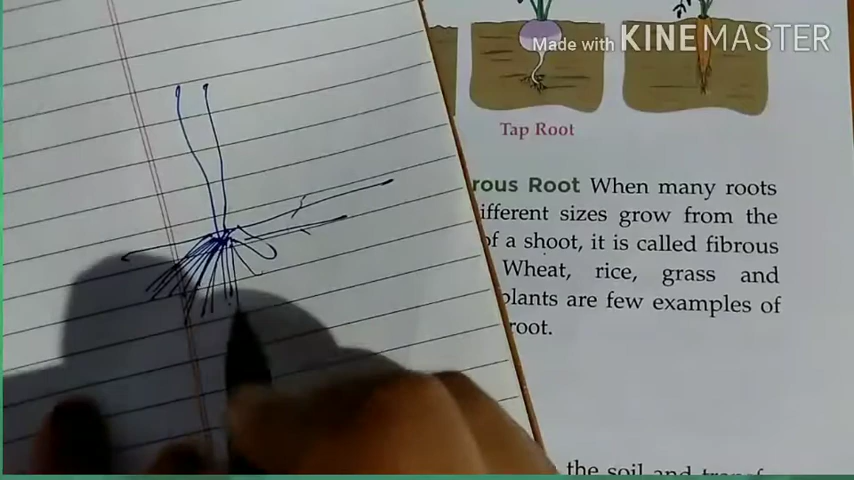 Made with KINEMASTER
Tap Root
rous Root When many roots
ifferent sizes grow from the
of a shoot, it is called fibrous
Wheat, rice, grass and
plants are few examples of
root.
the soil and